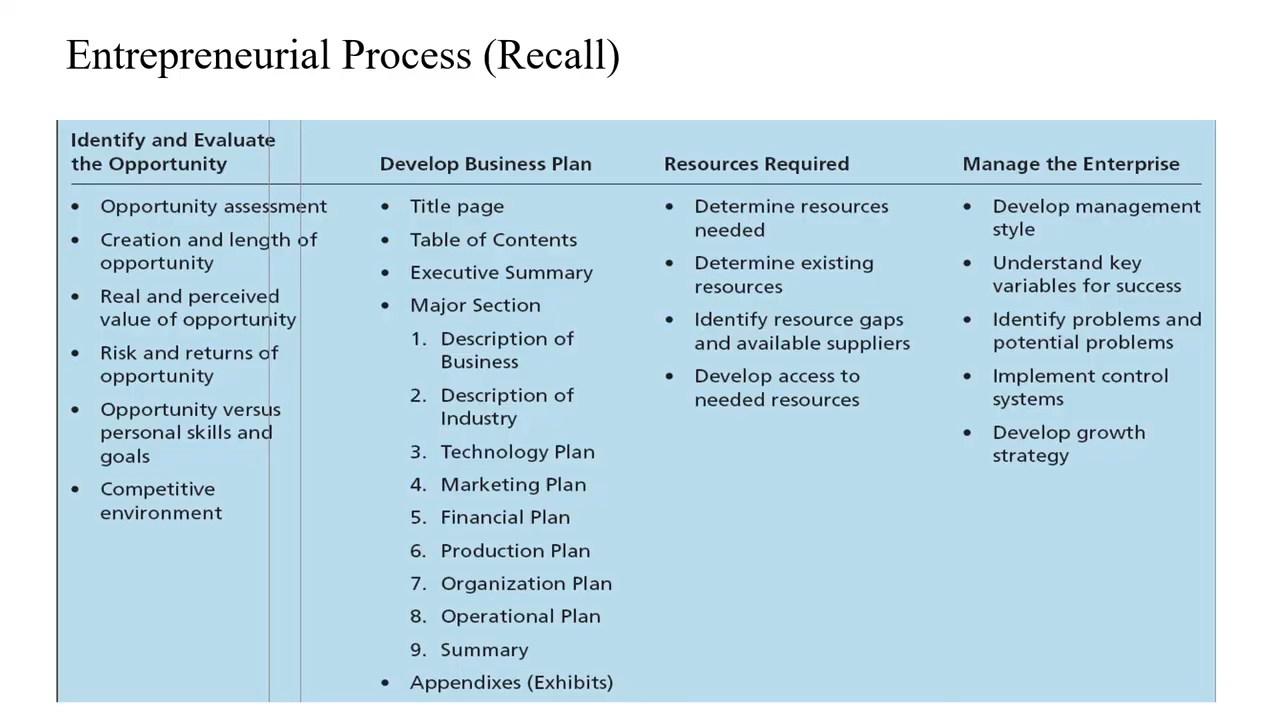 Entrepreneurial Process (Recall)
Identify and Evaluate
the Opportunity
• Opportunity assessment
• Creation and length of
opportunity
• Real and perceived
value of opportunity
• Risk and returns of
opportunity
• Opportunity versus
personal skills and
goals
• Competitive
environment
Develop Business Plan
• Title page
• Table of Contents
• Executive Summary
• Major Section
1. Description of
Business
2. Description of
Industry
3. Technology Plan
4. Marketing Plan
5. Financial Plan
6. Production Plan
7. Organization Plan
8. Operational Plan
9. Summary
• Appendixes (Exhibits)
Resources Required
• Determine resources
needed
• Determine existing
resources
• Identify resource gaps
and available suppliers
• Develop access to
needed resources
Manage the Enterprise
• Develop management
style
• Understand key
variables for success
• Identify problems and
potential problems
• Implement control
systems
• Develop growth
strategy